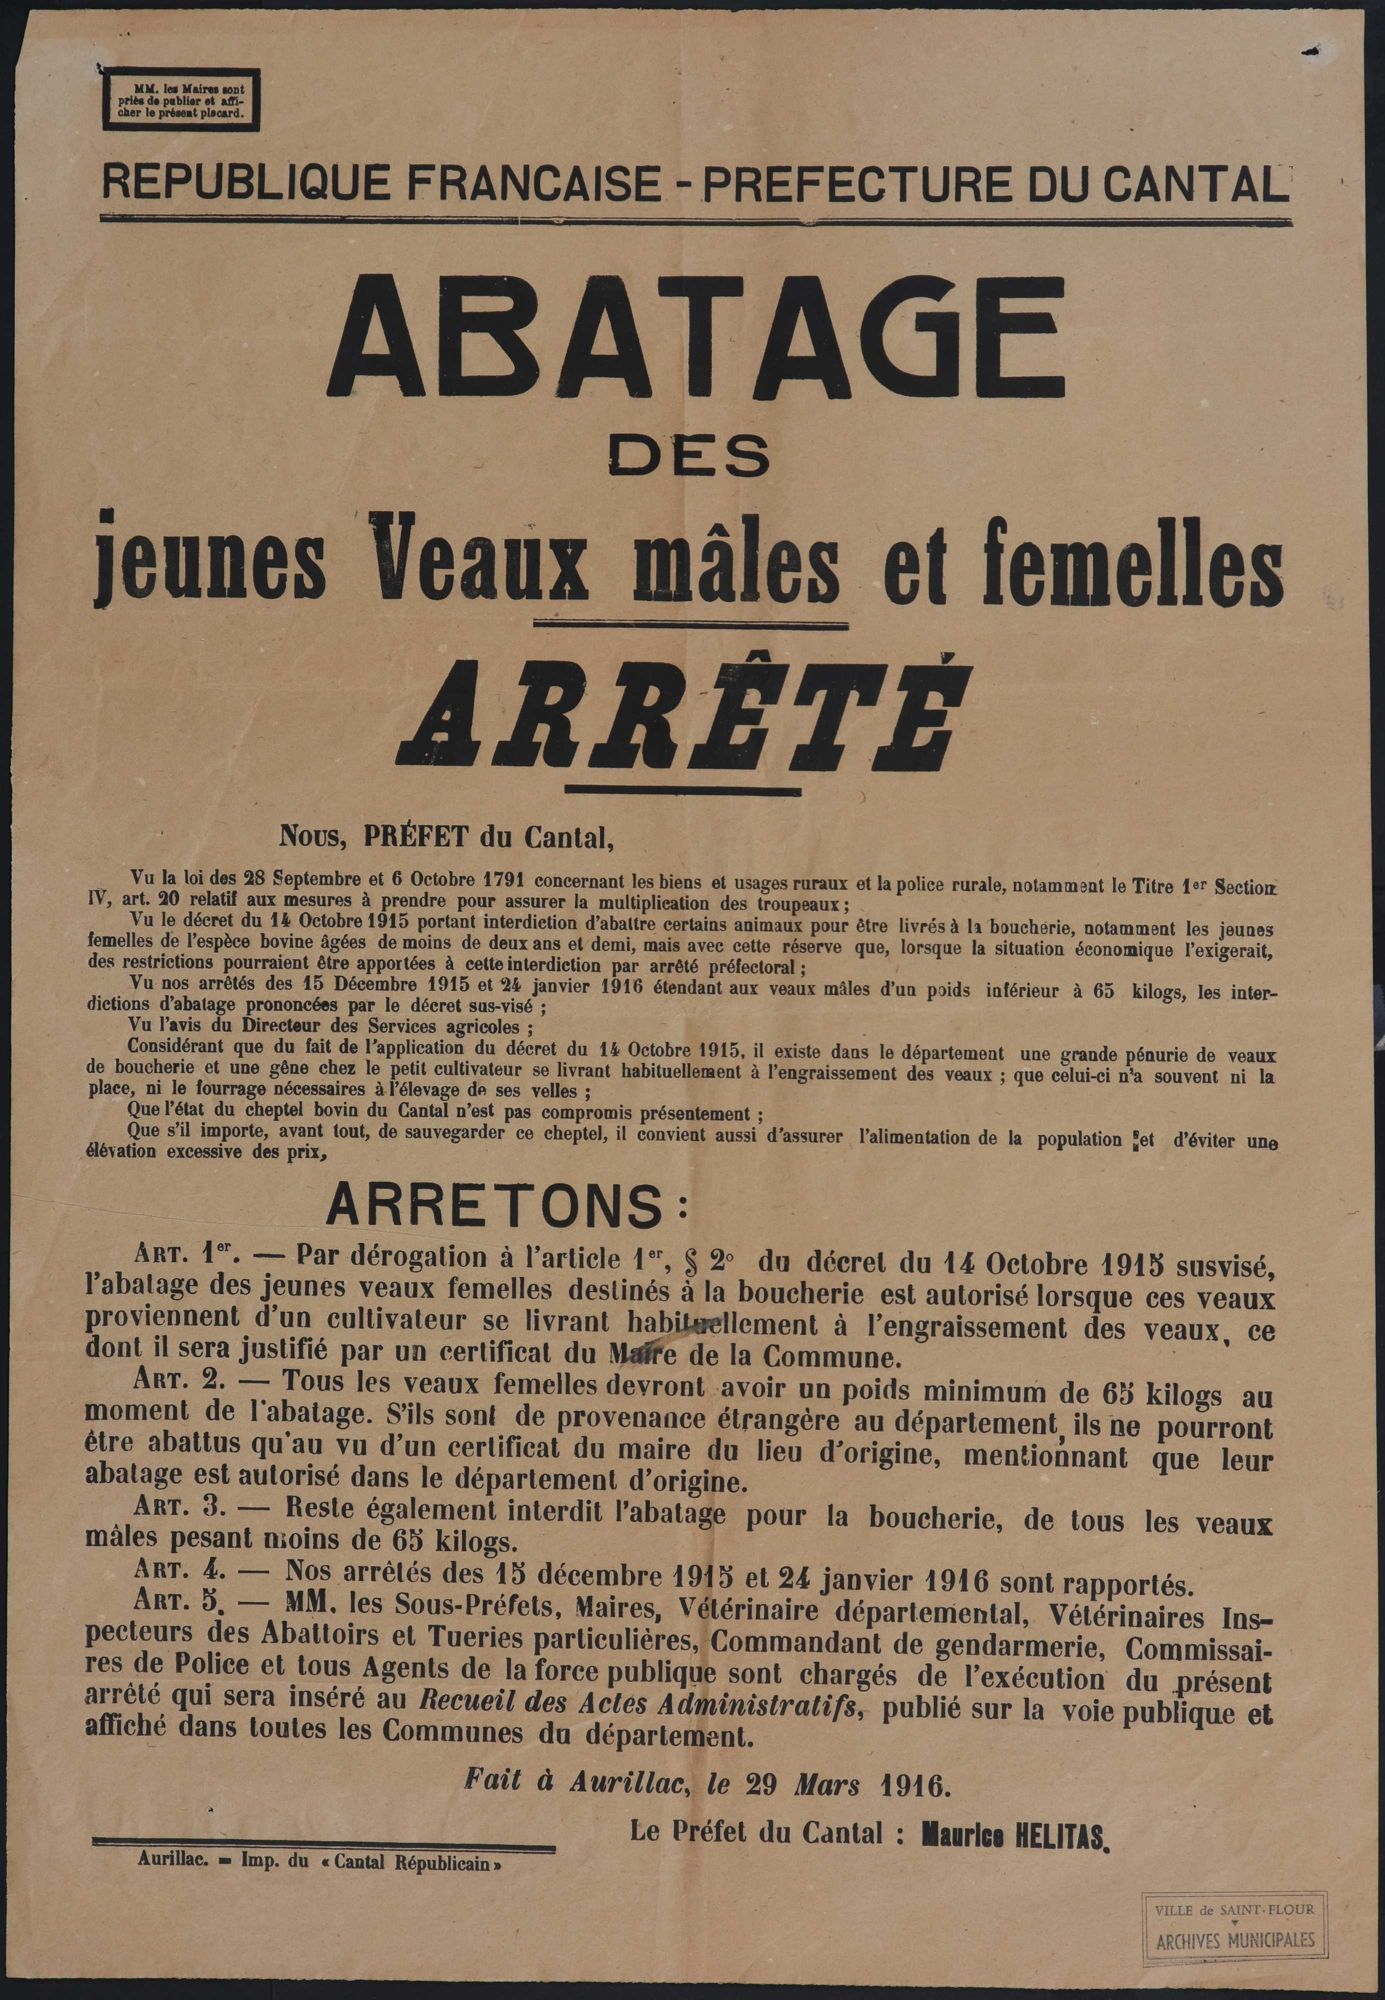 MM. les Maires sont
priés de publier et affi-
cher le présent placard.
REPUBLIQUE FRANCAISE - PREFECTURE DU CANTAL
ABATAGE
DES
jeunes Veaux mâles et femelles
ARRÊTÉ
Nous, PRÉFET du Cantal,
Vu la loi des 28 Septembre et 6 Octobre 1791 concernant les biens et usages ruraux et la police rurale, notamment le Titre 1er Section
IV, art. 20 relatif aux mesures à prendre pour assurer la multiplication des troupeaux ;
Vu le décret du 14 Octobre 1915 portant interdiction d'abattre certains animaux pour être livrés à la boucherie, notamment les jeunes
femelles de l'espèce bovine âgées de moins de deux ans et demi, mais avec cette réserve que, lorsque la situation économique l'exigerait,
des restrictions pourraient être apportées à cette interdiction par arrêté préfectoral ;
Vu nos arrêtés des 15 Décembre 1915 et 24 janvier 1916 étendant aux veaux mâles d'un poids inférieur à 65 kilogs, les inter-
dictions d'abatage prononcées par le décret sus-visé ;
Vu l'avis du Directeur des Services agricoles ;
Considérant que du fait de l'application du décret du 14 Octobre 1915, il existe dans le département une grande pénurie de veaux
de boucherie et une gêne chez le petit cultivateur se livrant habituellement à l'engraissement des veaux ; que celui-ci n'a souvent ni la
place, ni le fourrage nécessaires à l'élevage de ses velles ;
Que l'état du cheptel bovin du Cantal n'est pas compromis présentement ;
Que s'il importe, avant tout, de sauvegarder ce cheptel, il convient aussi d'assurer l'alimentation de la population et d'éviter une
élévation excessive des prix,
ARRETONS :
ART. 1er. — Par dérogation à l'article 1er, § 2° du décret du 14 Octobre 1915 susvisé,
l'abatage des jeunes veaux femelles destinés à la boucherie est autorisé lorsque ces veaux
proviennent d'un cultivateur se livrant habituellement à l'engraissement des veaux, ce
dont il sera justifié par un certificat du Maire de la Commune.
ART. 2. — Tous les veaux femelles devront avoir un poids minimum de 65 kilogs au
moment de l'abatage. S'ils sont de provenance étrangère au département, ils ne pourront
être abattus qu'au vu d'un certificat du maire du lieu d'origine, mentionnant que leur
abatage est autorisé dans le département d'origine.
ART. 3. — Reste également interdit l'abatage pour la boucherie, de tous les veaux
mâles pesant moins de 65 kilogs.
ART. 4. — Nos arrêtés des 15 décembre 1915 et 24 janvier 1916 sont rapportés.
ART. 5. — MM. les Sous-Préfets, Maires, Vétérinaire départemental, Vétérinaires Ins-
pecteurs des Abattoirs et Tueries particulières, Commandant de gendarmerie, Commissai-
res de Police et tous Agents de la force publique sont chargés de l'exécution du présent
arrêté qui sera inséré au Recueil des Actes Administratifs, publié sur la voie publique et
affiché dans toutes les Communes du département.
Fait à Aurillac, le 29 Mars 1916.
Le Préfet du Cantal : Maurice HELITAS.
Aurillac. — Imp. du « Cantal Républicain »
VILLE de SAINT-FLOUR
ARCHIVES MUNICIPALES